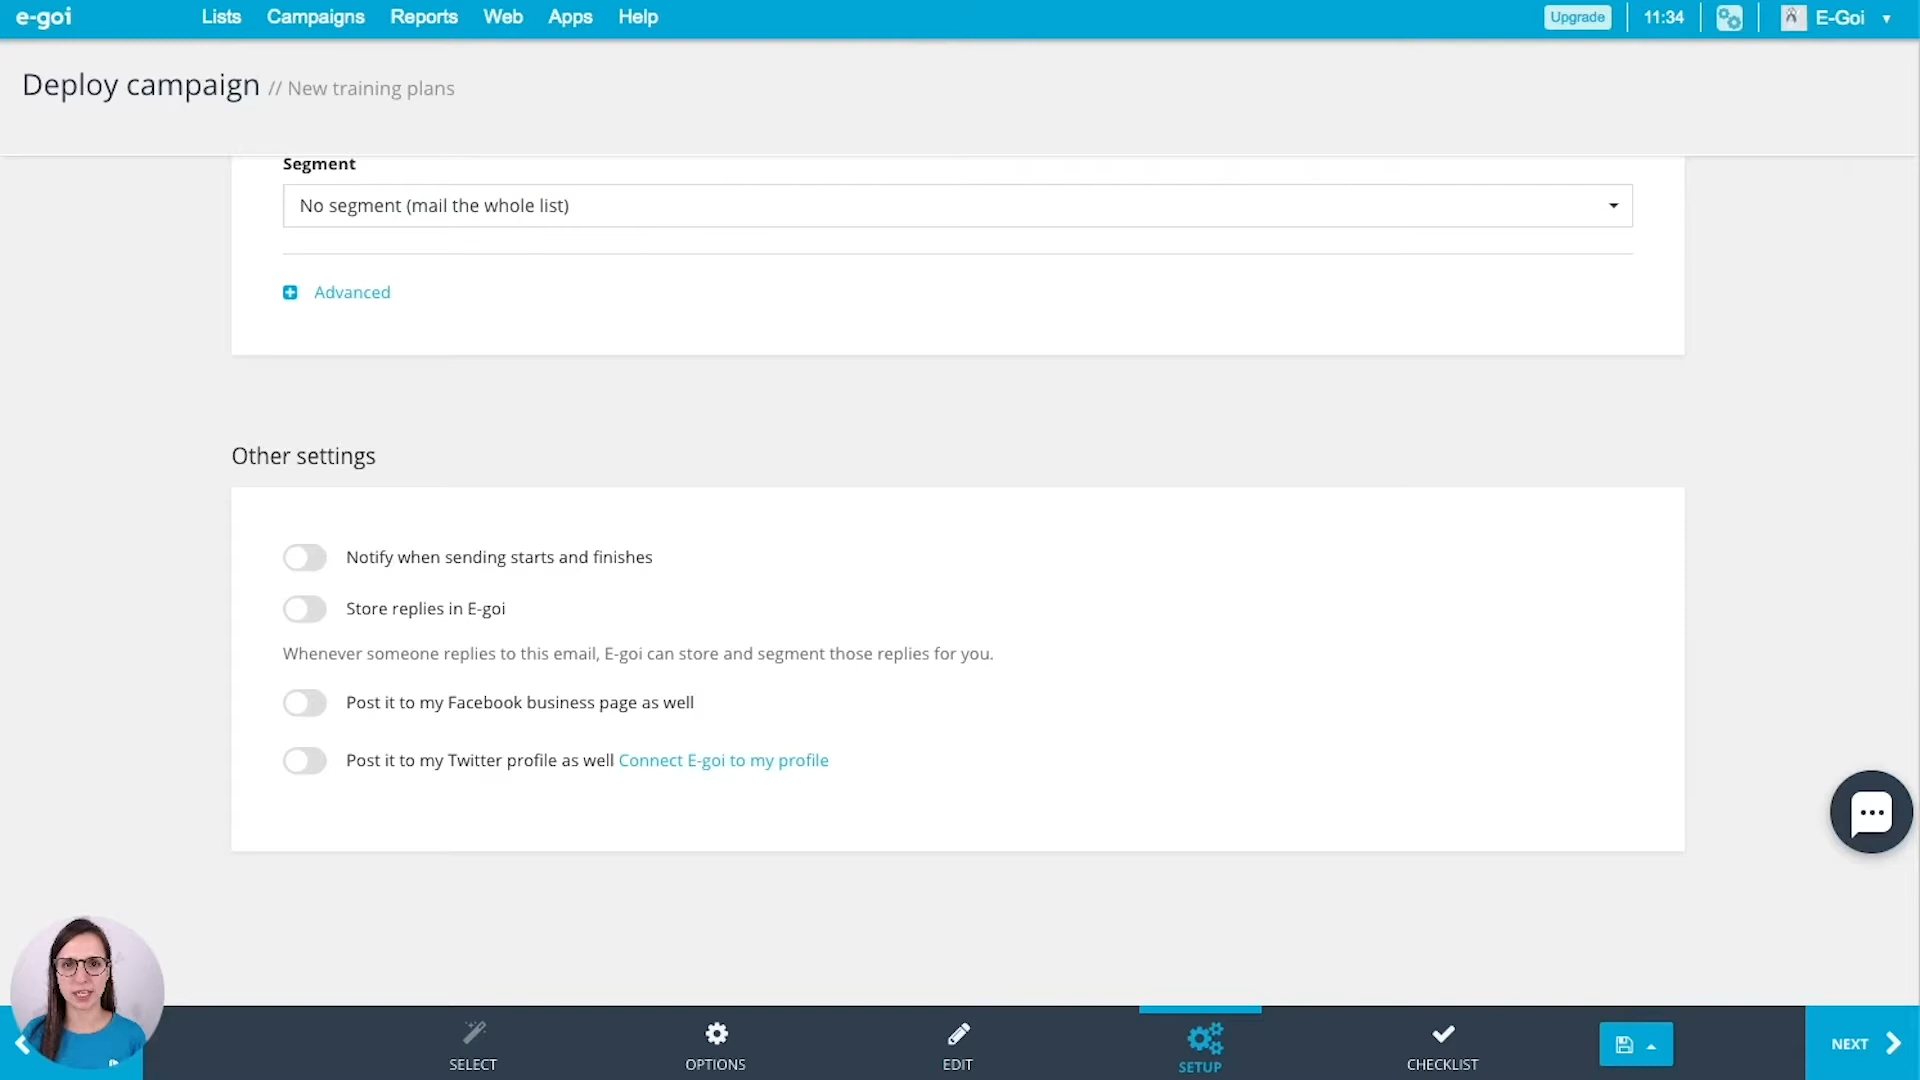 e-goi
Lists Campaigns Reports Web Apps Help
Upgrade 11:34 E-Goi
Deploy campaign // New training plans
Segment
No segment (mail the whole list)
Advanced
Other settings
Notify when sending starts and finishes
Store replies in E-goi
Whenever someone replies to this email, E-goi can store and segment those replies for you.
Post it to my Facebook business page as well
Post it to my Twitter profile as well Connect E-goi to my profile
SELECT OPTIONS EDIT SETUP CHECKLIST NEXT